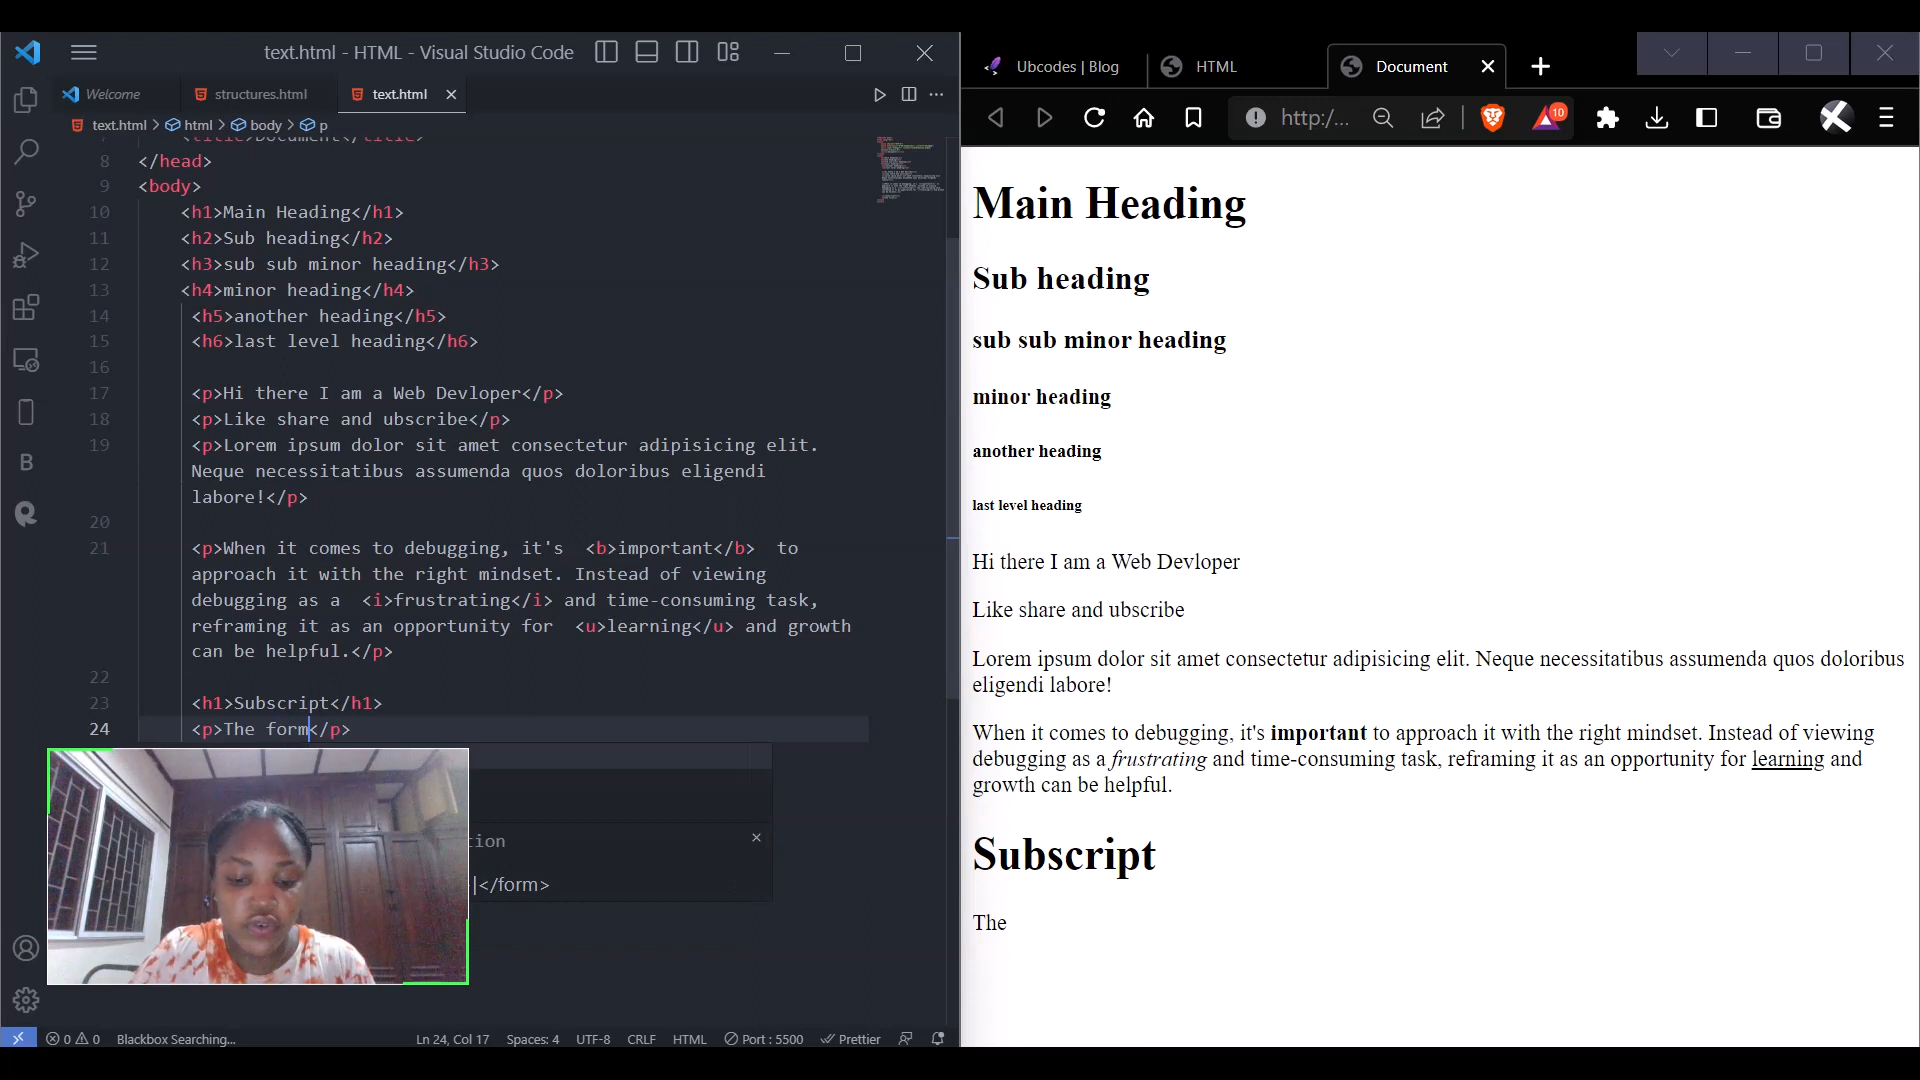 text.html - HTML - Visual Studio Code
Welcome
structures.html
text.html
text.html > html > body > p
8 </head>
9 <body>
10 <h1>Main Heading</h1>
11 <h2>Sub heading</h2>
12 <h3>sub sub minor heading</h3>
13 <h4>minor heading</h4>
14 <h5>another heading</h5>
15 <h6>last level heading</h6>
16
17 <p>Hi there I am a Web Devloper</p>
18 <p>Like share and ubscribe</p>
19 <p>Lorem ipsum dolor sit amet consectetur adipisicing elit.
Neque necessitatibus assumenda quos doloribus eligendi
labore!</p>
20
21 <p>When it comes to debugging, it's <b>important</b> to
approach it with the right mindset. Instead of viewing
debugging as a <i>frustrating</i> and time-consuming task,
reframing it as an opportunity for <u>learning</u> and growth
can be helpful.</p>
22
23 <h1>Subscript</h1>
24 <p>The form</p>
tion
|</form>
B
0 0 Blackbox Searching... Ln 24, Col 17 Spaces: 4 UTF-8 CRLF HTML Port : 5500 Prettier
Ubcodes | Blog
HTML
Document
http:/...
10
Main Heading
Sub heading
sub sub minor heading
minor heading
another heading
last level heading
Hi there I am a Web Devloper
Like share and ubscribe
Lorem ipsum dolor sit amet consectetur adipisicing elit. Neque necessitatibus assumenda quos doloribus
eligendi labore!
When it comes to debugging, it's important to approach it with the right mindset. Instead of viewing
debugging as a frustrating and time-consuming task, reframing it as an opportunity for learning and
growth can be helpful.
Subscript
The